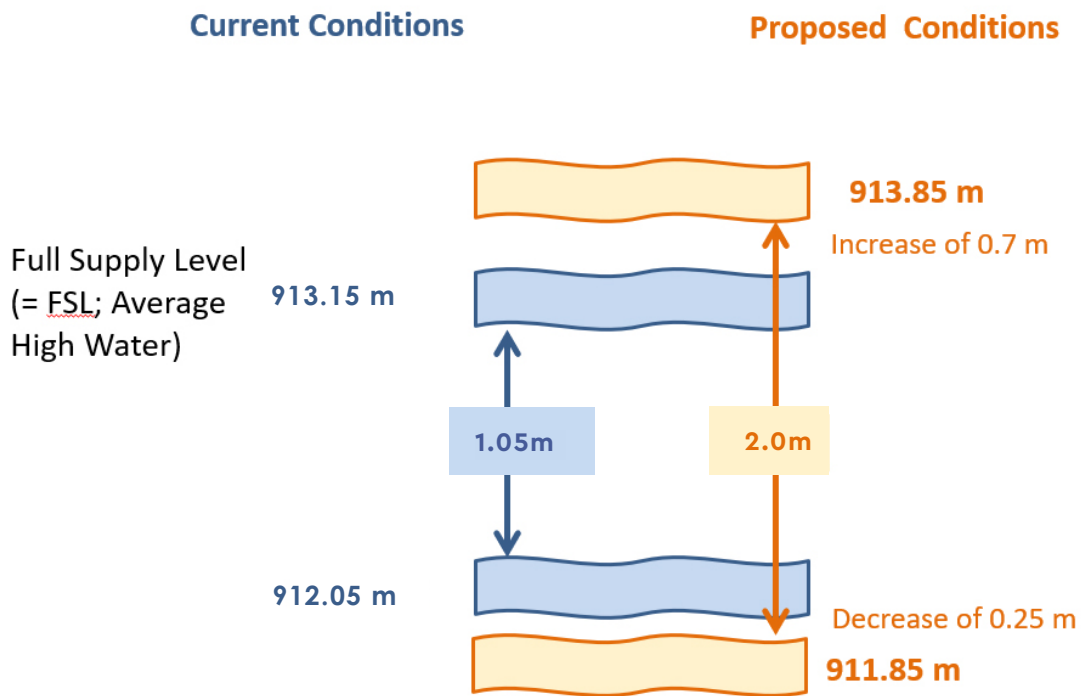 Current Conditions
Proposed Conditions
913.85 m
Increase of 0.7 m
Full Supply Level
(= FSL; Average
High Water)
913.15 m
1.05m
2.0m
912.05 m
Decrease of 0.25 m
911.85 m